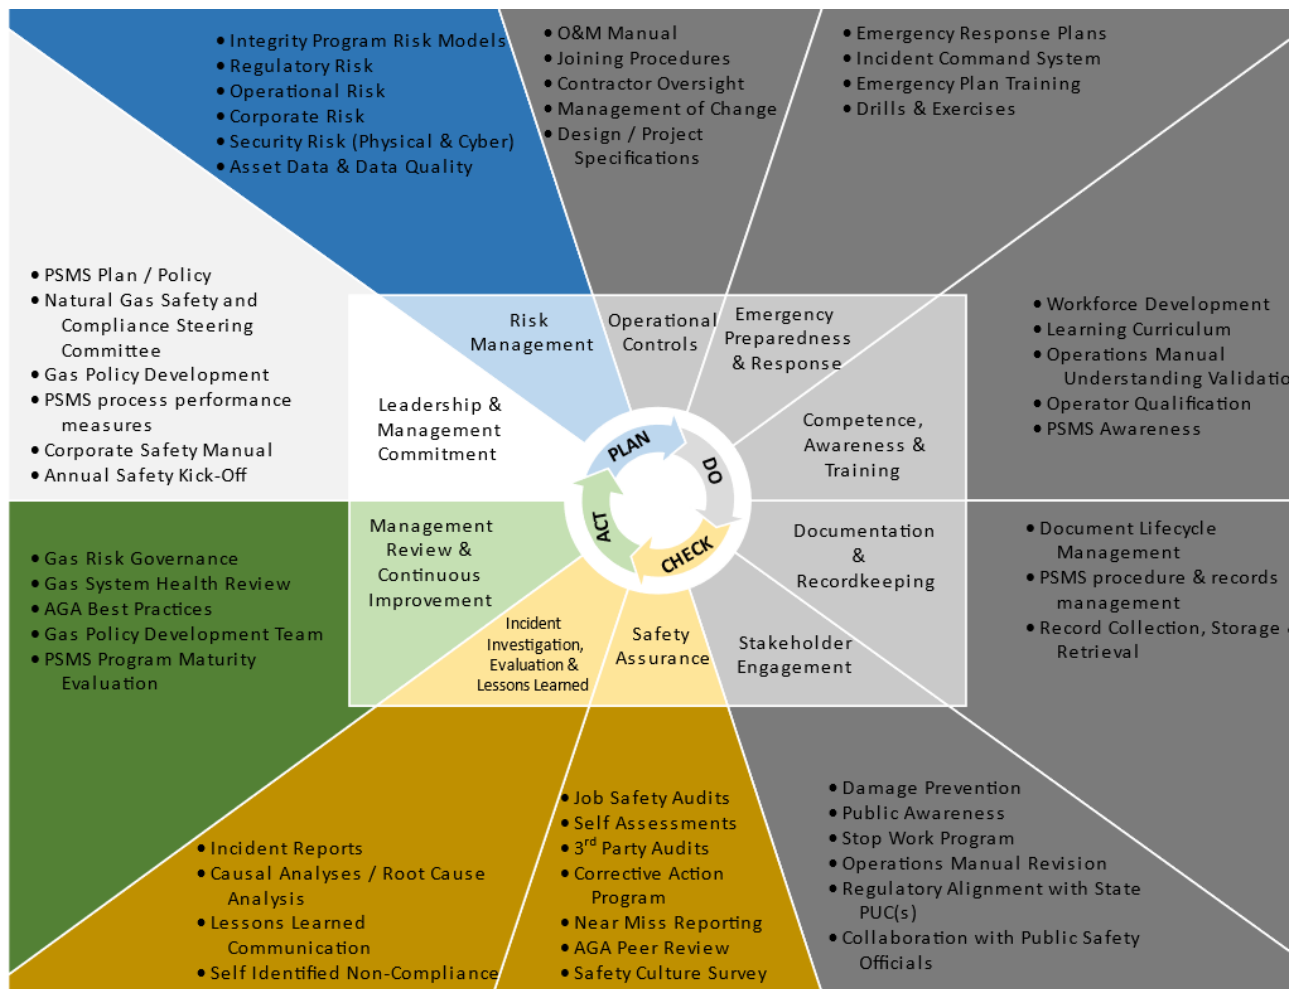 • Integrity Program Risk Models
• Regulatory Risk
• Operational Risk
• Corporate Risk
• Security Risk (Physical & Cyber)
• Asset Data & Data Quality
• O&M Manual
• Joining Procedures
• Contractor Oversight
• Management of Change
• Design / Project
Specifications
• Emergency Response Plans
• Incident Command System
• Emergency Plan Training
• Drills & Exercises
• PSMS Plan / Policy
• Natural Gas Safety and
Compliance Steering
Committee
• Gas Policy Development
• PSMS process performance
measures
• Corporate Safety Manual
• Annual Safety Kick-Off
Risk
Management
Operational
Controls
Emergency
Preparedness
& Response
• Workforce Development
• Learning Curriculum
• Operations Manual
Understanding Validatio
• Operator Qualification
• PSMS Awareness
Leadership &
Management
Commitment
Competence,
Awareness &
Training
PLAN
DO
CHECK
ACT
Management
Review &
Continuous
Improvement
Documentation
&
Recordkeeping
• Gas Risk Governance
• Gas System Health Review
• AGA Best Practices
• Gas Policy Development Team
• PSMS Program Maturity
Evaluation
• Document Lifecycle
Management
• PSMS procedure & records
management
• Record Collection, Storage &
Retrieval
Incident
Investigation,
Evaluation &
Lessons Learned
Safety
Assurance
Stakeholder
Engagement
• Incident Reports
• Causal Analyses / Root Cause
Analysis
• Lessons Learned
Communication
• Self Identified Non-Compliance
• Job Safety Audits
• Self Assessments
• 3rd Party Audits
• Corrective Action
Program
• Near Miss Reporting
• AGA Peer Review
• Safety Culture Survey
• Damage Prevention
• Public Awareness
• Stop Work Program
• Operations Manual Revision
• Regulatory Alignment with State
PUC(s)
• Collaboration with Public Safety
Officials